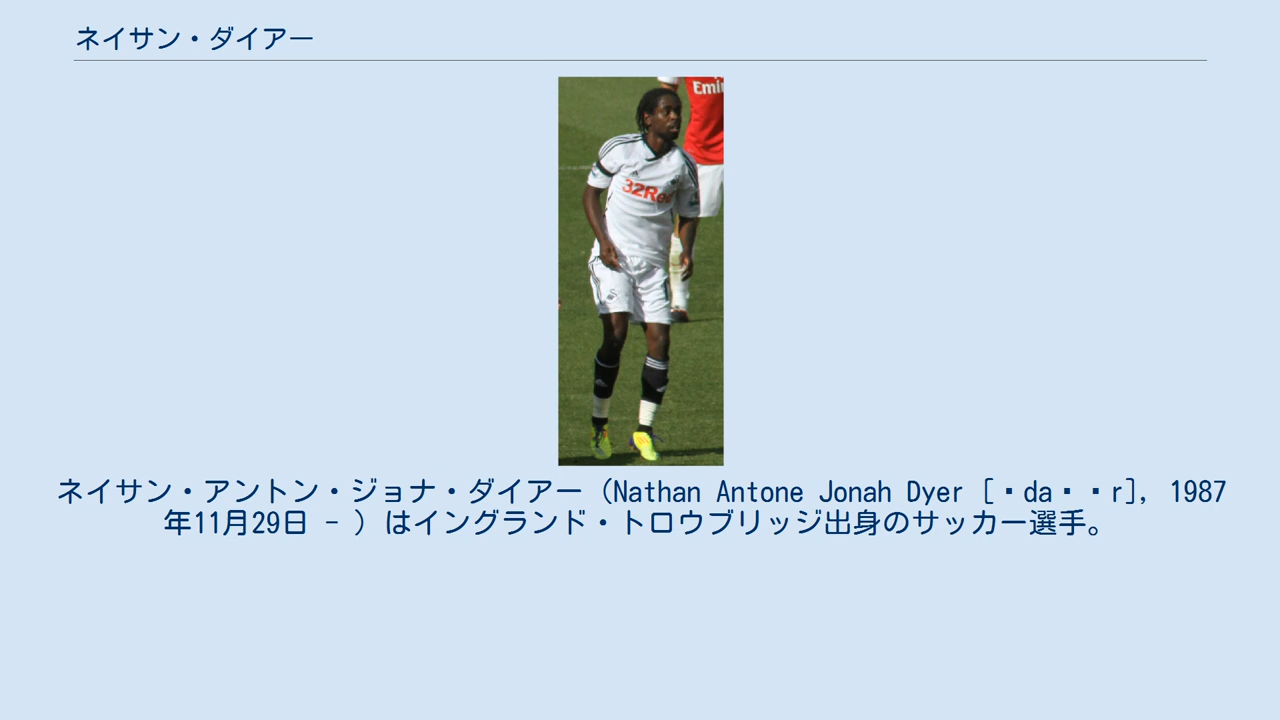 ネイサン・ダイアー
Emi
32Red
ネイサン・アントン・ジョナ・ダイアー（Nathan Antone Jonah Dyer [▪da▪▪r], 1987
年11月29日 - ）はイングランド・トロウブリッジ出身のサッカー選手。